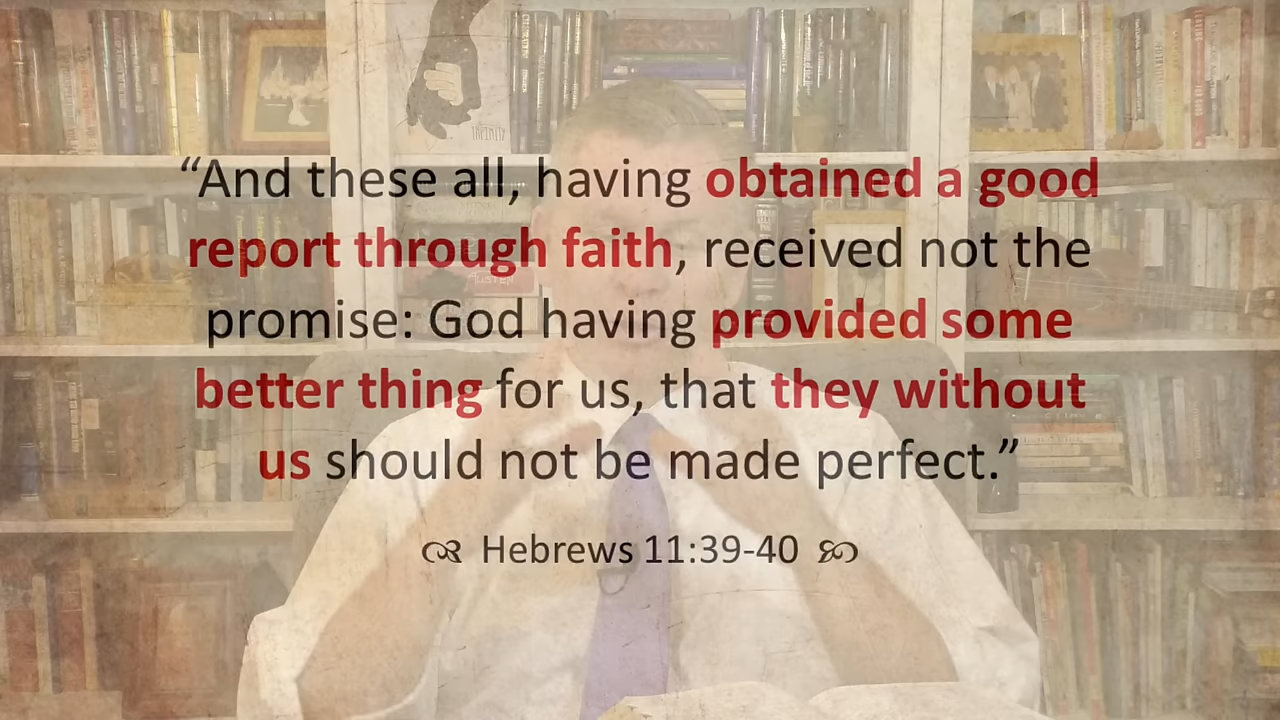 “And these all, having obtained a good
report through faith, received not the
promise: God having provided some
better thing for us, that they without
us should not be made perfect.”
Hebrews 11:39-40